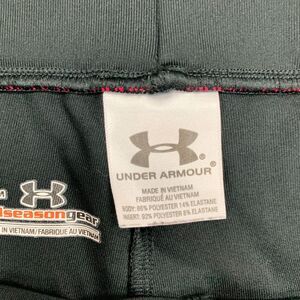 UNDER ARMOUR®
MADE IN VIETNAM
FABRIQUÉ AU VIETNAM
BODY: 86% POLYESTER 14% ELASTANE
INSERT: 92% POLYESTER 8% ELASTANE
seasongear
IN VIETNAM/FABRIQUÉ AU VIETNAM